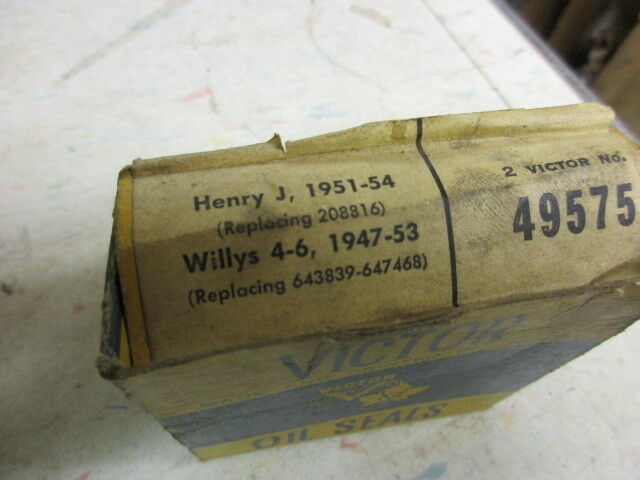 Henry J, 1951-54
(Replacing 208816)
Willys 4-6, 1947-53
(Replacing 643839-647468)
2 VICTOR No.
49575
VICTOR
VICTOR
OIL SEALS